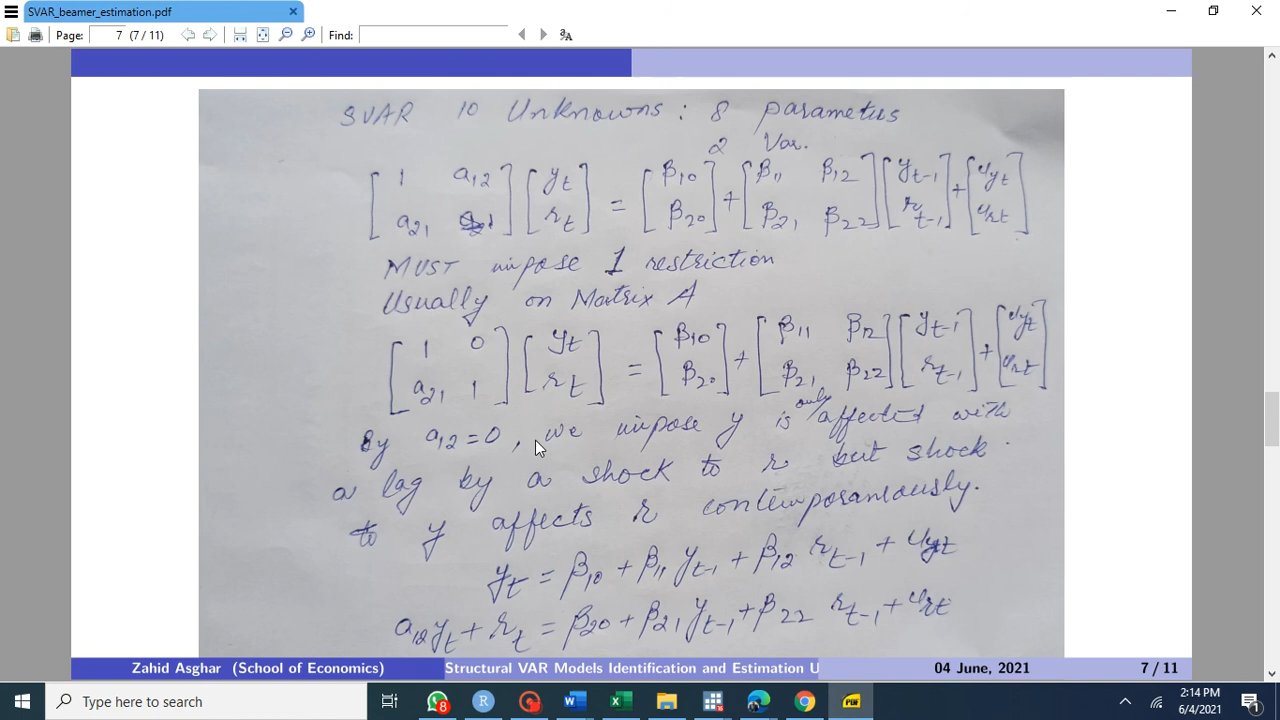 SVAR_beamer_estimation.pdf
Page: 7 (7 / 11) Find:
SVAR 10 Unknowns : 8 parameters
2 Var.
[1 a12; a21 1] [yt; rt] = [β10; β20] + [β11 β12; β21 β22] [yt-1; rt-1] + [uyt; urt]
MUST impose 1 restriction
Usually on Matrix A
[1 0; a21 1] [yt; rt] = [β10; β20] + [β11 β12; β21 β22] [yt-1; rt-1] + [uyt; urt]
By a12=0, we impose y is only affected with
a lag by a shock to r but shock
to y affects r contemporaneously.
yt = β10 + β11 yt-1 + β12 rt-1 + uyt
a12yt + rt = β20 + β21 yt-1 + β22 rt-1 + urt
Zahid Asghar (School of Economics) Structural VAR Models Identification and Estimation U 04 June, 2021 7 / 11
Type here to search 8 2:14 PM
6/4/2021 1